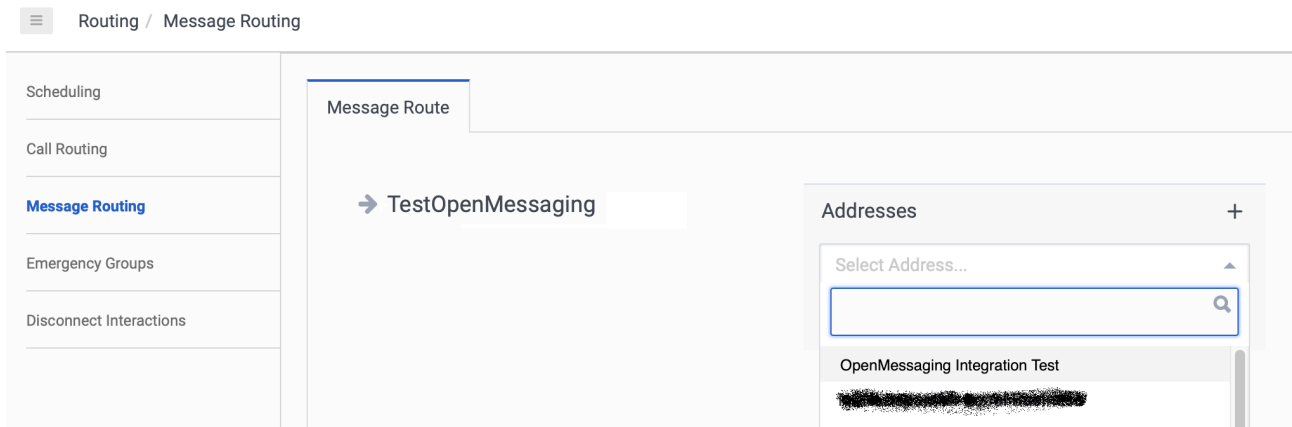 Routing / Message Routing
Scheduling
Call Routing
Message Routing
Emergency Groups
Disconnect Interactions
Message Route
TestOpenMessaging
Addresses
Select Address...
OpenMessaging Integration Test